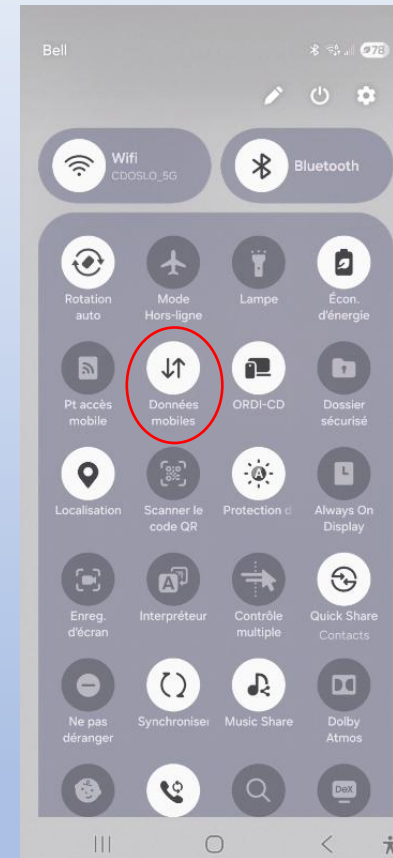 Bell
78
Wifi
CDOSLO_5G
Bluetooth
Rotation
auto
Mode
Hors-ligne
Lampe
Écon.
d'énergie
Pt accès
mobile
Données
mobiles
ORDI-CD
Dossier
sécurisé
Localisation
Scanner le
code QR
Protection d
Always On
Display
Enreg.
d'écran
Interpréteur
Contrôle
multiple
Quick Share
Contacts
Ne pas
déranger
Synchroniser
Music Share
Dolby
Atmos
DeX